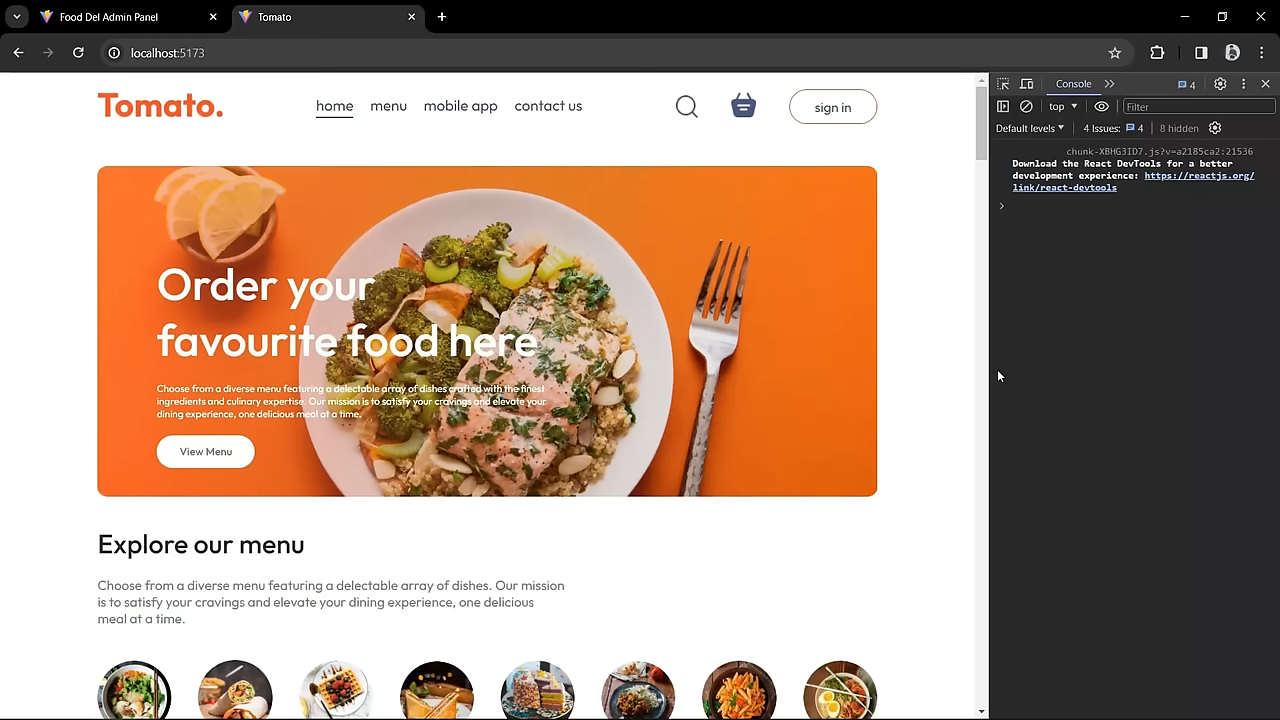 Food Del Admin Panel
Tomato
localhost:5173
Tomato.
home
menu
mobile app
contact us
sign in
Order your
favourite food here
Choose from a diverse menu featuring a delectable array of dishes crafted with the finest
ingredients and culinary expertise. Our mission is to satisfy your cravings and elevate your
dining experience, one delicious meal at a time.
View Menu
Explore our menu
Choose from a diverse menu featuring a delectable array of dishes. Our mission
is to satisfy your cravings and elevate your dining experience, one delicious
meal at a time.
Console
4
top
Filter
Default levels
4 Issues: 4
8 hidden
chunk-XBHG3ID7.js?v=a2185ca2:21536
Download the React DevTools for a better
development experience: https://reactjs.org/
link/react-devtools